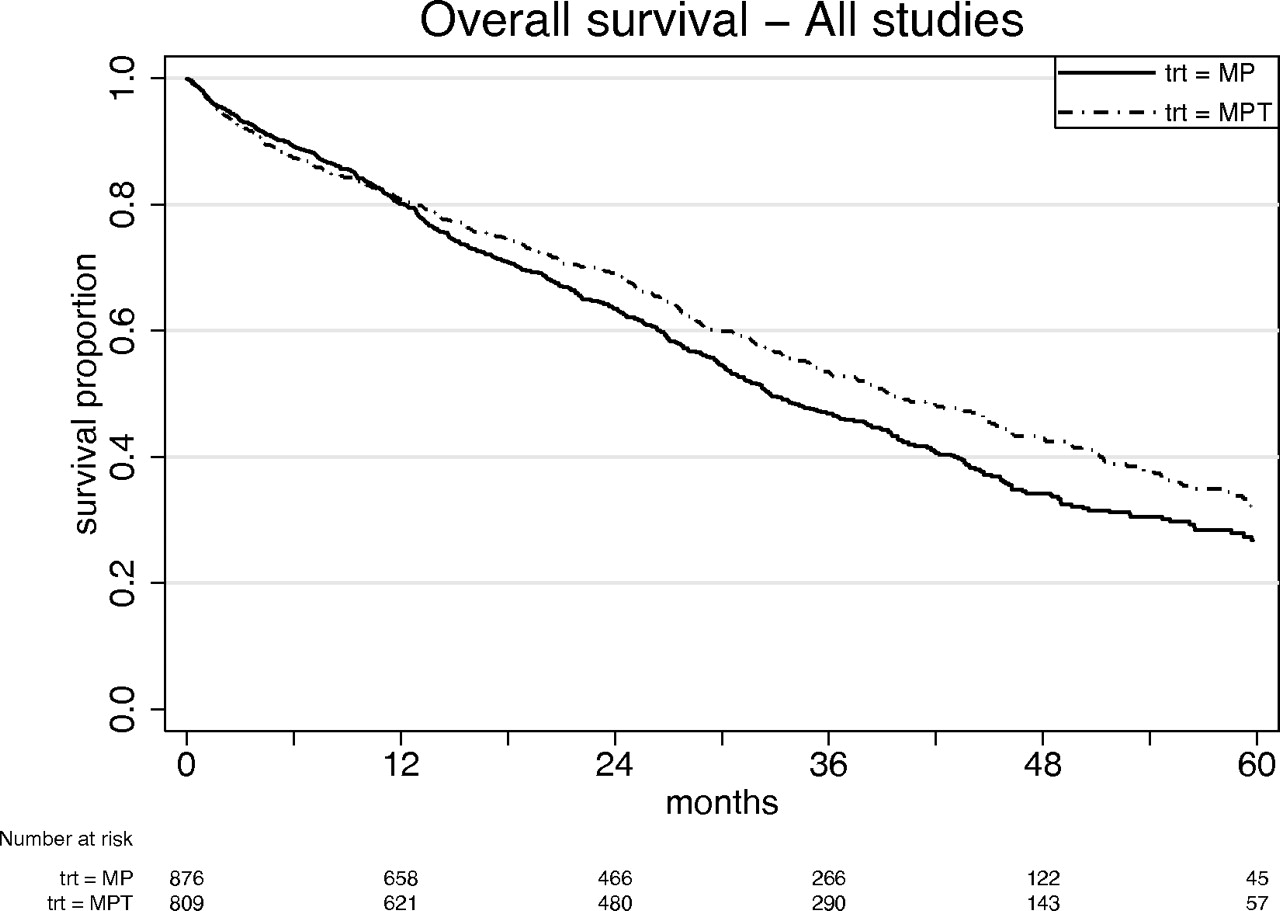 Overall survival – All studies
trt = MP
trt = MPT
survival proportion
1.0
0.8
0.6
0.4
0.2
0.0
0 12 24 36 48 60
months
Number at risk
trt = MP 876 658 466 266 122 45
trt = MPT 809 621 480 290 143 57